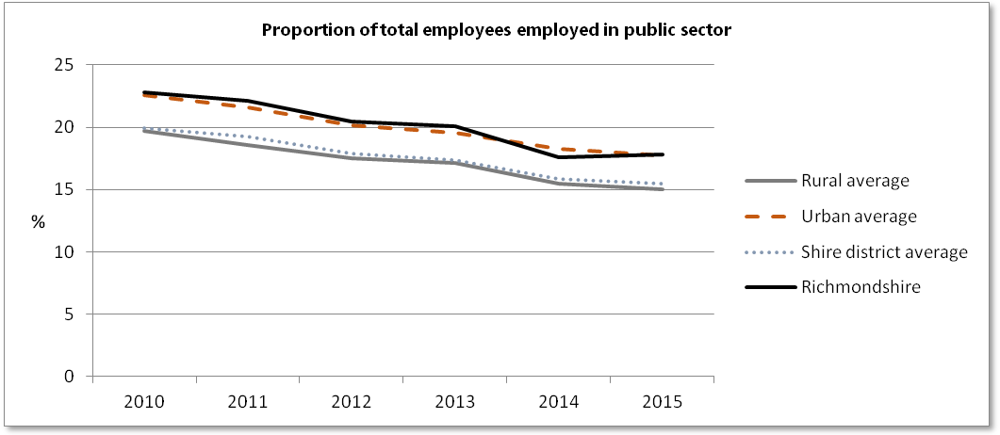 Proportion of total employees employed in public sector
25
20
15
10
5
0
%
2010 2011 2012 2013 2014 2015
Rural average
Urban average
Shire district average
Richmondshire